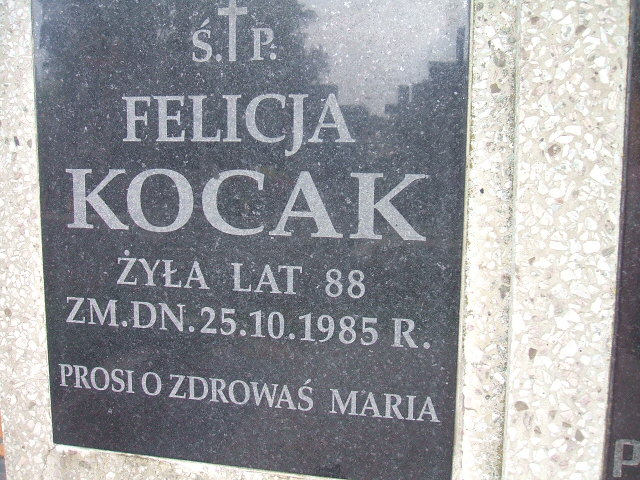 Ś.P.
FELICJA
KOCAK
ŻYŁA LAT 88
ZM.DN.25.10.1985 R.
PROSI O ZDROWAŚ MARIA
P